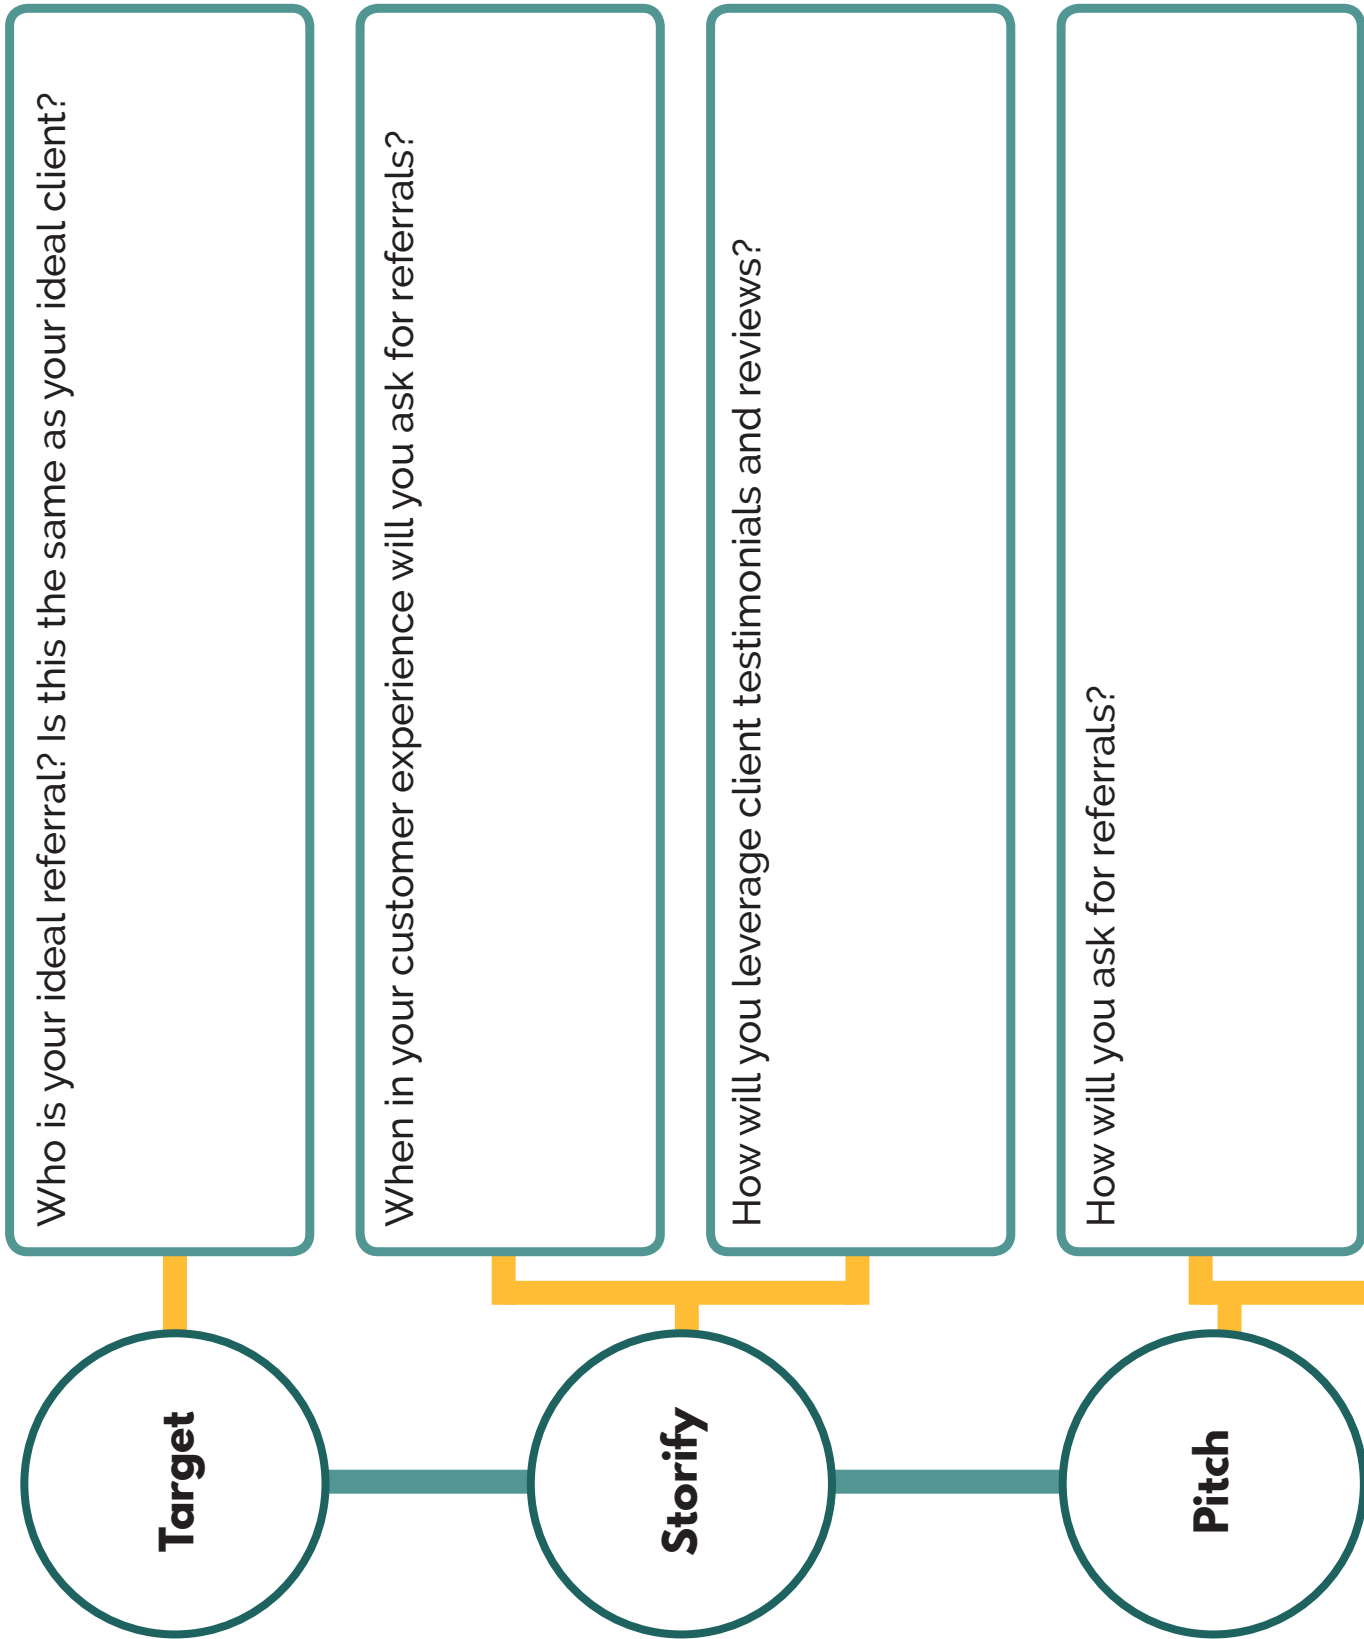 Target
Who is your ideal referral? Is this the same as your ideal client?
Storify
When in your customer experience will you ask for referrals?
How will you leverage client testimonials and reviews?
Pitch
How will you ask for referrals?